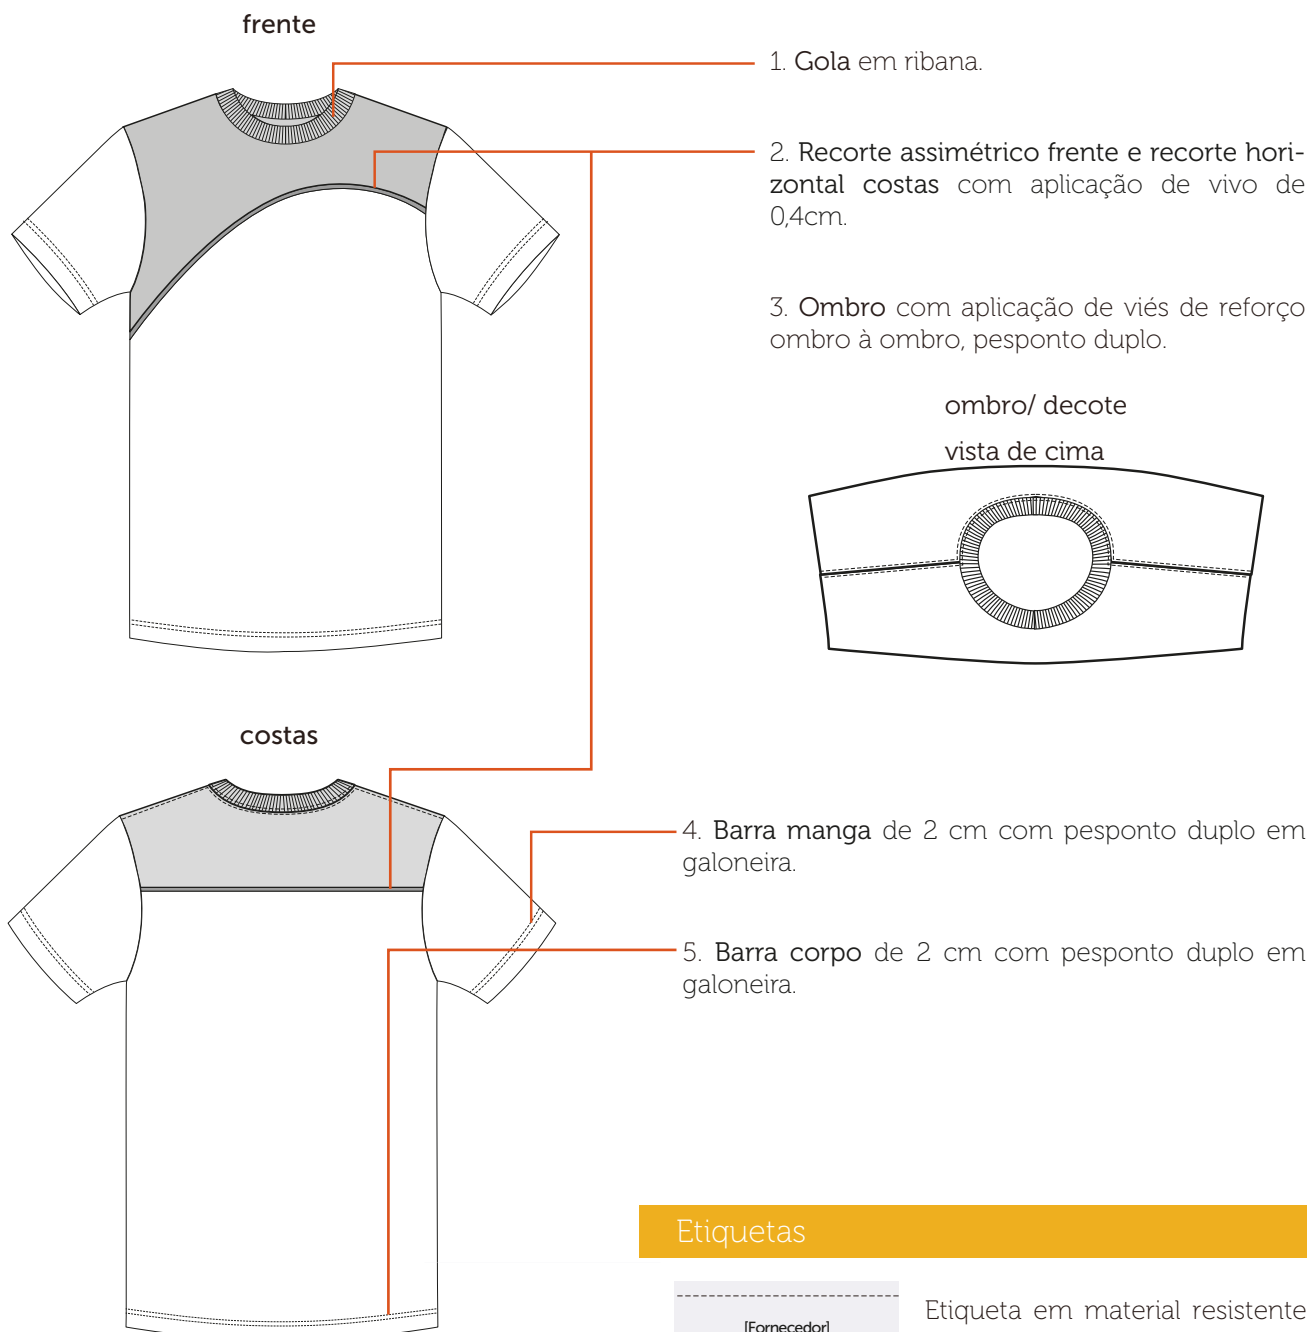 frente
1. Gola em ribana.
2. Recorte assimétrico frente e recorte hori-
zontal costas com aplicação de vivo de
0,4cm.
3. Ombro com aplicação de viés de reforço
ombro à ombro, pesponto duplo.
ombro/ decote
vista de cima
costas
4. Barra manga de 2 cm com pesponto duplo em
galoneira.
5. Barra corpo de 2 cm com pesponto duplo em
galoneira.
Etiquetas
[Fornecedor]
Etiqueta em material resistente